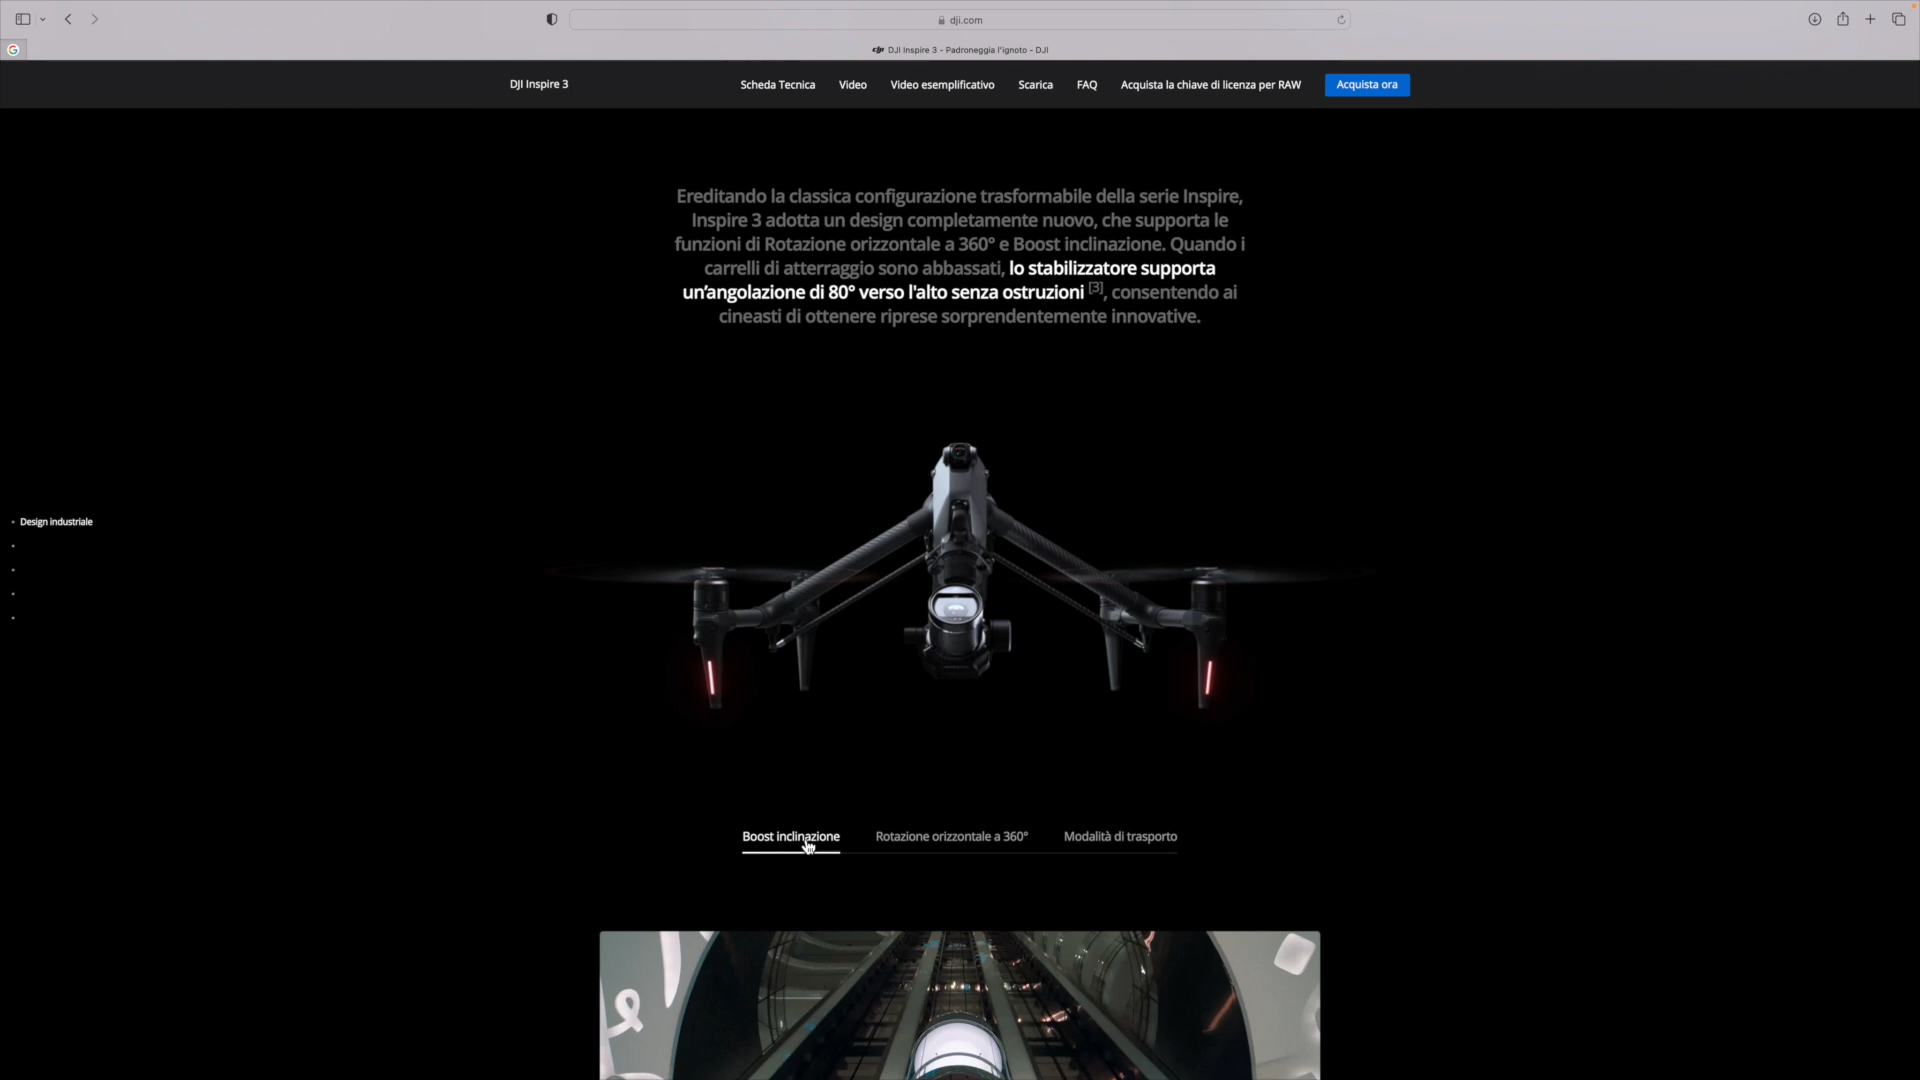 dji.com
DJI Inspire 3 - Padroneggia l'ignoto - DJI
DJI Inspire 3
Scheda Tecnica
Video
Video esemplificativo
Scarica
FAQ
Acquista la chiave di licenza per RAW
Acquista ora
Ereditando la classica configurazione trasformabile della serie Inspire,
Inspire 3 adotta un design completamente nuovo, che supporta le
funzioni di Rotazione orizzontale a 360° e Boost inclinazione. Quando i
carrelli di atterraggio sono abbassati, lo stabilizzatore supporta
un'angolazione di 80° verso l'alto senza ostruzioni [3], consentendo ai
cineasti di ottenere riprese sorprendentemente innovative.
Design industriale
Boost inclinazione
Rotazione orizzontale a 360°
Modalità di trasporto